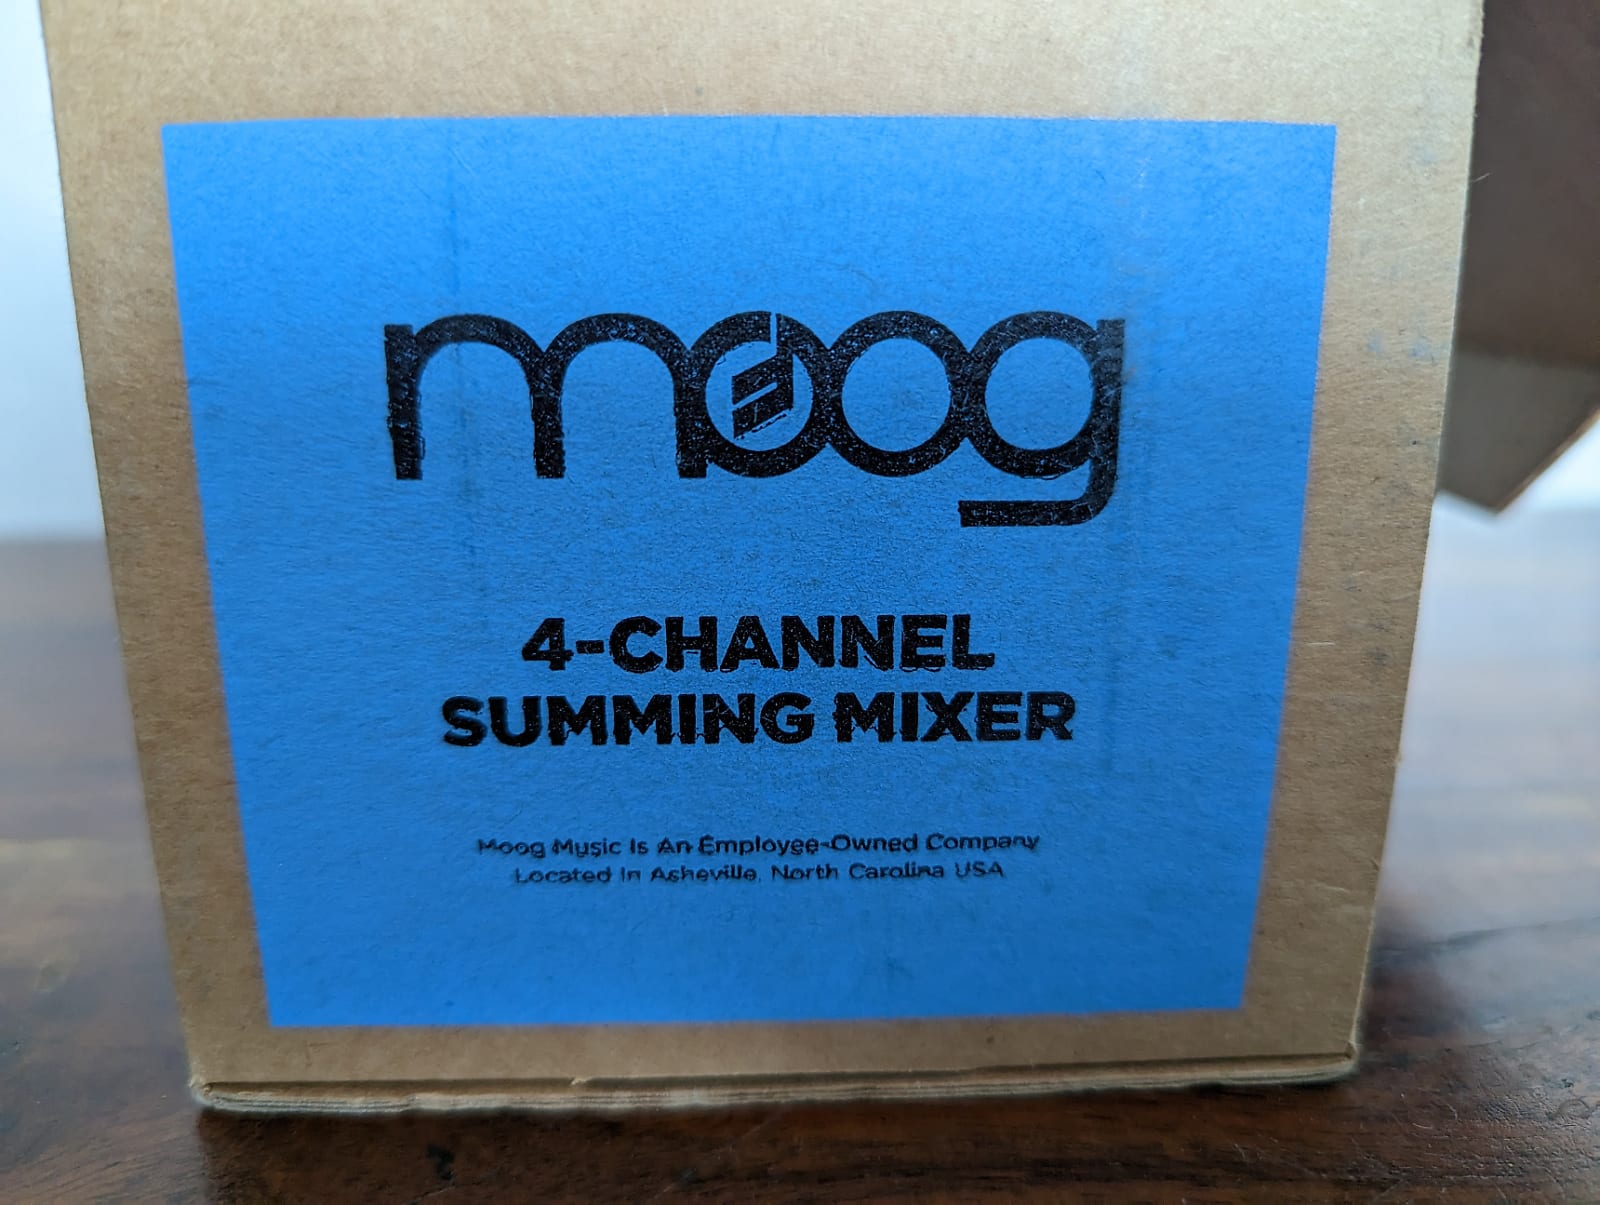 moog
4-CHANNEL
SUMMING MIXER
Moog Music Is An Employee-Owned Company
Located In Asheville, North Carolina USA